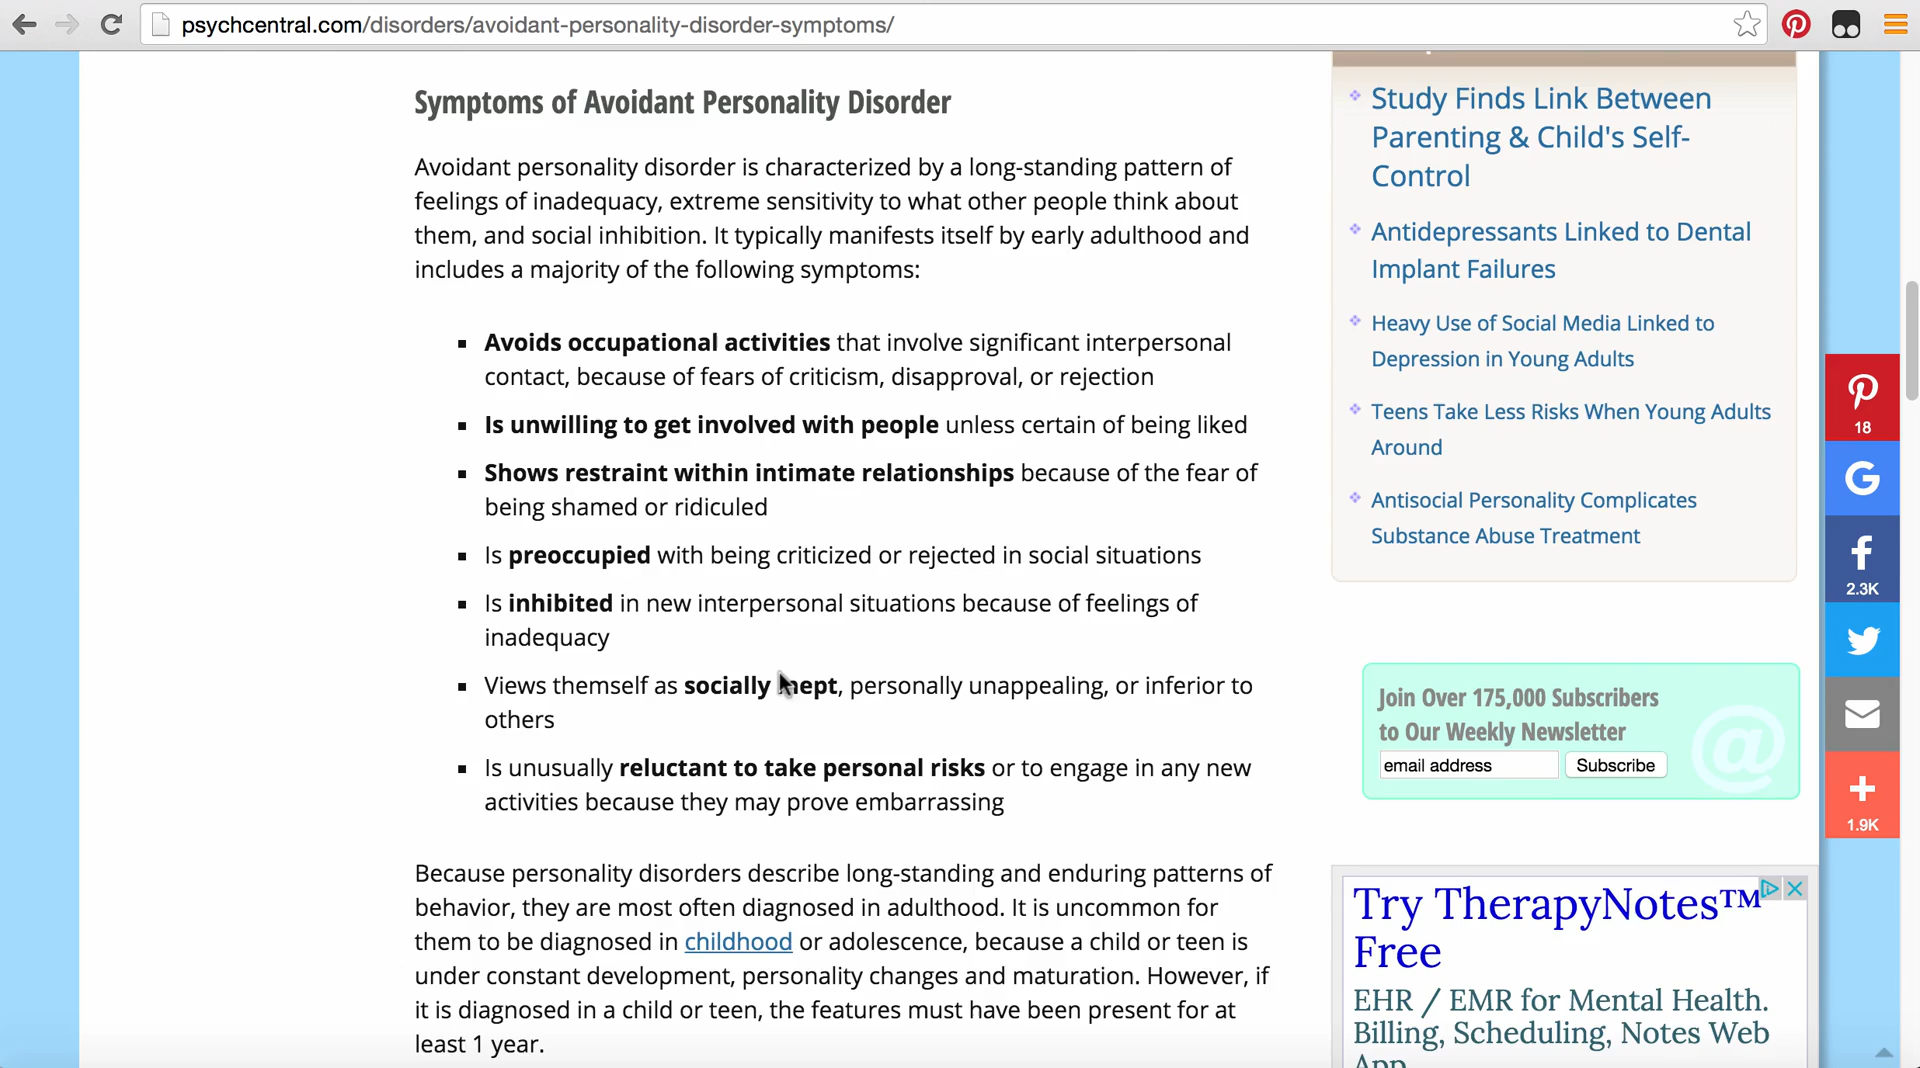 psychcentral.com/disorders/avoidant-personality-disorder-symptoms/
Symptoms of Avoidant Personality Disorder
Avoidant personality disorder is characterized by a long-standing pattern of
feelings of inadequacy, extreme sensitivity to what other people think about
them, and social inhibition. It typically manifests itself by early adulthood and
includes a majority of the following symptoms:
Avoids occupational activities that involve significant interpersonal
contact, because of fears of criticism, disapproval, or rejection
Is unwilling to get involved with people unless certain of being liked
Shows restraint within intimate relationships because of the fear of
being shamed or ridiculed
Is preoccupied with being criticized or rejected in social situations
Is inhibited in new interpersonal situations because of feelings of
inadequacy
Views themself as socially inept, personally unappealing, or inferior to
others
Is unusually reluctant to take personal risks or to engage in any new
activities because they may prove embarrassing
Because personality disorders describe long-standing and enduring patterns of
behavior, they are most often diagnosed in adulthood. It is uncommon for
them to be diagnosed in childhood or adolescence, because a child or teen is
under constant development, personality changes and maturation. However, if
it is diagnosed in a child or teen, the features must have been present for at
least 1 year.
Study Finds Link Between
Parenting & Child's Self-
Control
Antidepressants Linked to Dental
Implant Failures
Heavy Use of Social Media Linked to
Depression in Young Adults
Teens Take Less Risks When Young Adults
Around
Antisocial Personality Complicates
Substance Abuse Treatment
Join Over 175,000 Subscribers
to Our Weekly Newsletter
email address Subscribe
@
Try TherapyNotes™
Free
EHR / EMR for Mental Health.
Billing, Scheduling, Notes Web
App
18
G
f
2.3K
+
1.9K